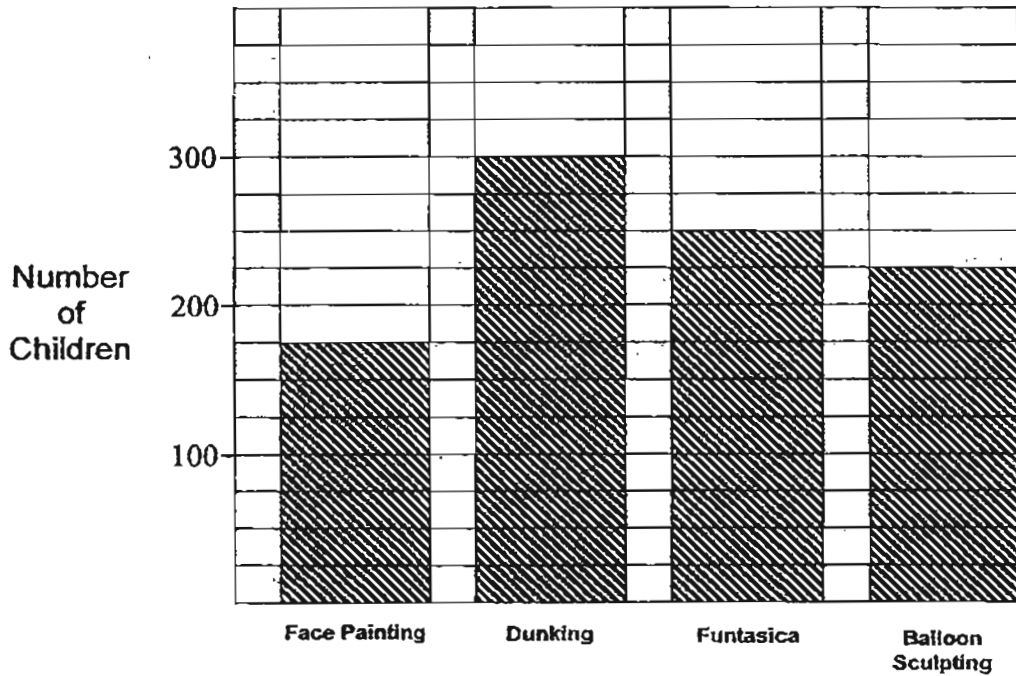 300
Number
of
Children
200
100
Face Painting
Dunking
Funtasica
Balloon
Sculpting